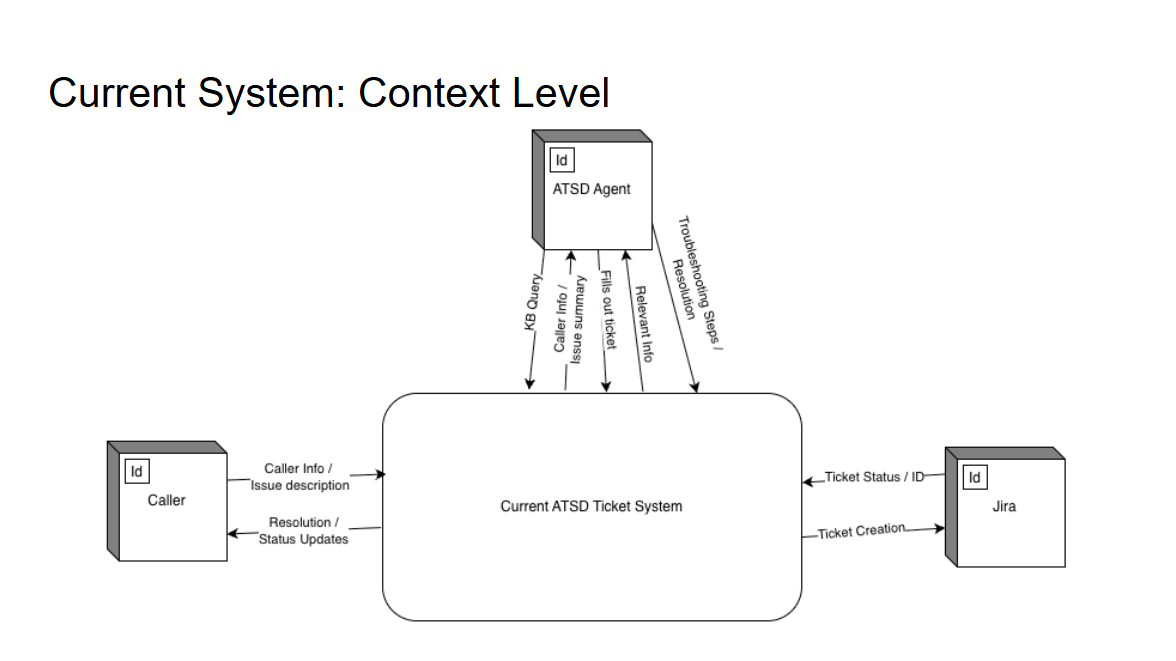 Current System: Context Level
Id
ATSD Agent
KB Query
Caller Info /
Issue summary
Fills out ticket
Relevant Info
Troubleshooting Steps /
Resolution
Id
Caller
Caller Info /
Issue description
Resolution /
Status Updates
Current ATSD Ticket System
Ticket Status / ID
Ticket Creation
Id
Jira